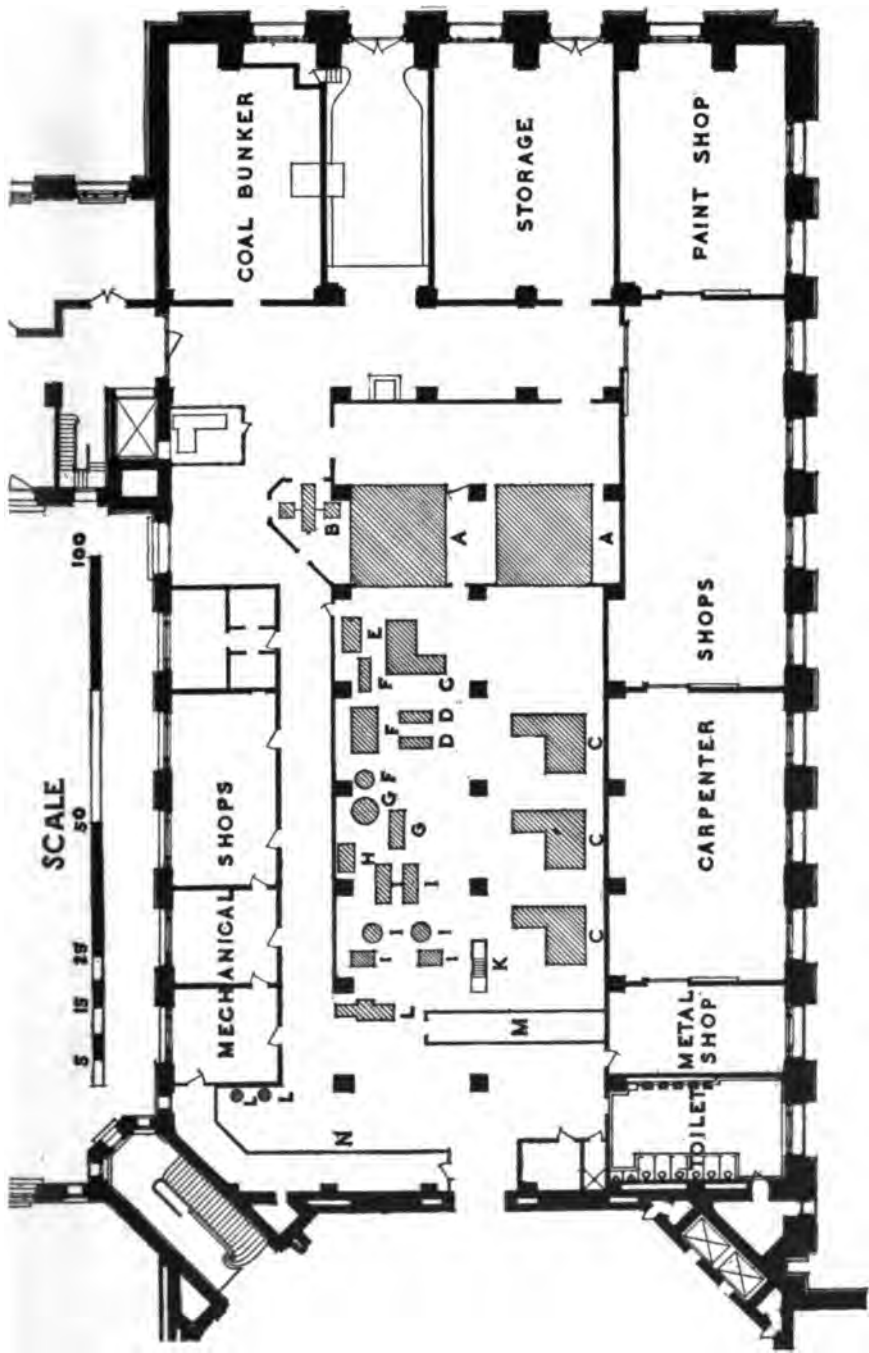 SCALE
5 15 25 50 100
MECHANICAL SHOPS
COAL BUNKER
L
L
N
B
H
E
I
G
F
F
L
I
I
G
F
I
I
D
D
C
A
K
M
STORAGE
C
C
C
A
TOILET
METAL
SHOP
CARPENTER
SHOPS
PAINT SHOP